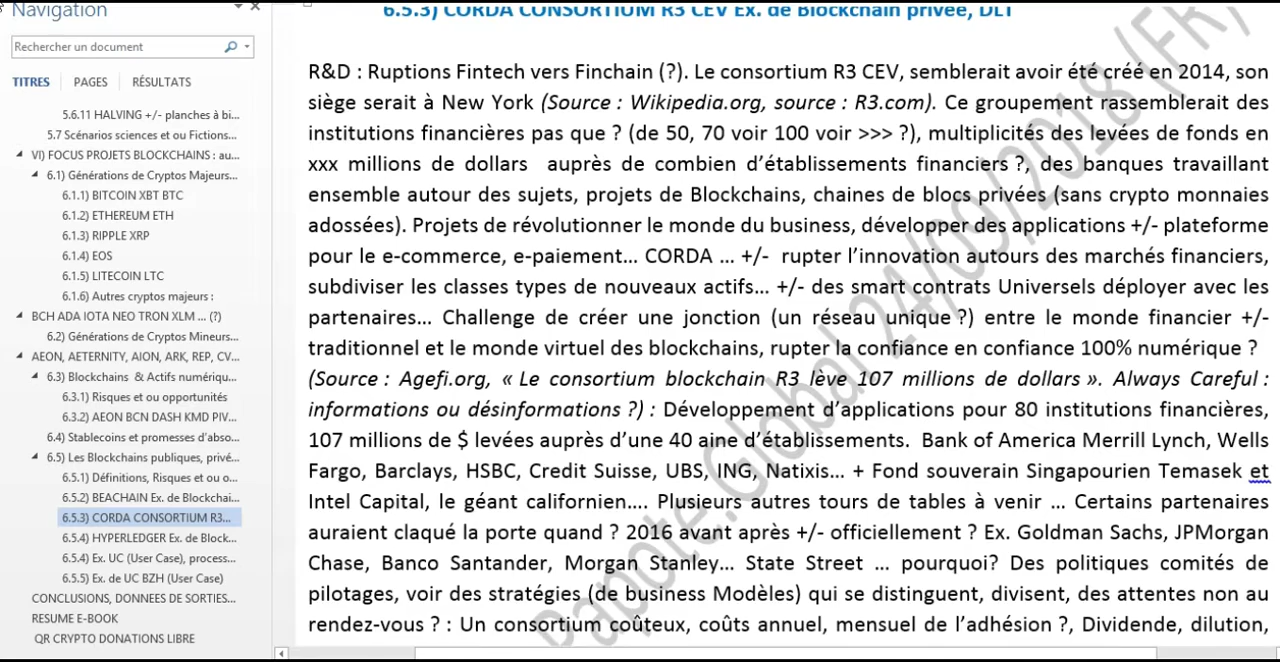 Navigation
Rechercher un document
TITRES PAGES RÉSULTATS
5.6.11 HALVING +/- planches à bi...
5.7 Scénarios sciences et ou Fictions...
VI) FOCUS PROJETS BLOCKCHAINS : au...
6.1) Générations de Cryptos Majeurs...
6.1.1) BITCOIN XBT BTC
6.1.2) ETHEREUM ETH
6.1.3) RIPPLE XRP
6.1.4) EOS
6.1.5) LITECOIN LTC
6.1.6) Autres cryptos majeurs :
BCH ADA IOTA NEO TRON XLM ... (?)
6.2) Générations de Cryptos Mineurs...
AEON, AETERNITY, AION, ARK, REP, CV...
6.3) Blockchains & Actifs numériqu...
6.3.1) Risques et ou opportunités
6.3.2) AEON BCN DASH KMD PIV...
6.4) Stablecoins et promesses d'abso...
6.5) Les Blockchains publiques, privé...
6.5.1) Définitions, Risques et ou o...
6.5.2) BEACHAIN Ex. de Blockchai...
6.5.3) CORDA CONSORTIUM R3...
6.5.4) HYPERLEDGER Ex. de Block...
6.5.4) Ex. UC (User Case), process...
6.5.5) Ex. de UC BZH (User Case)
CONCLUSIONS, DONNEES DE SORTIES...
RESUME E-BOOK
QR CRYPTO DONATIONS LIBRE
6.5.3) CORDA CONSORTIUM R3 CEV Ex. de Blockchain privée, DLT
R&D : Ruptions Fintech vers Finchain (?). Le consortium R3 CEV, semblerait avoir été créé en 2014, son
siège serait à New York (Source : Wikipedia.org, source : R3.com). Ce groupement rassemblerait des
institutions financières pas que ? (de 50, 70 voir 100 voir >>> ?), multiplicités des levées de fonds en
xxx millions de dollars auprès de combien d'établissements financiers ?, des banques travaillant
ensemble autour des sujets, projets de Blockchains, chaines de blocs privées (sans crypto monnaies
adossées). Projets de révolutionner le monde du business, développer des applications +/- plateforme
pour le e-commerce, e-paiement... CORDA ... +/- rupter l'innovation autours des marchés financiers,
subdiviser les classes types de nouveaux actifs... +/- des smart contrats Universels déployer avec les
partenaires... Challenge de créer une jonction (un réseau unique ?) entre le monde financier +/-
traditionnel et le monde virtuel des blockchains, rupter la confiance en confiance 100% numérique ?
(Source : Agefi.org, « Le consortium blockchain R3 lève 107 millions de dollars ». Always Careful :
informations ou désinformations ?) : Développement d'applications pour 80 institutions financières,
107 millions de $ levées auprès d'une 40 aine d'établissements. Bank of America Merrill Lynch, Wells
Fargo, Barclays, HSBC, Credit Suisse, UBS, ING, Natixis... + Fond souverain Singapourien Temasek et
Intel Capital, le géant californien.... Plusieurs autres tours de tables à venir ... Certains partenaires
auraient claqué la porte quand ? 2016 avant après +/- officiellement ? Ex. Goldman Sachs, JPMorgan
Chase, Banco Santander, Morgan Stanley... State Street ... pourquoi? Des politiques comités de
pilotages, voir des stratégies (de business Modèles) qui se distinguent, divisent, des attentes non au
rendez-vous ? : Un consortium coûteux, coûts annuel, mensuel de l'adhésion ?, Dividende, dilution,
Papote.Global 24/09/2018 (FR)